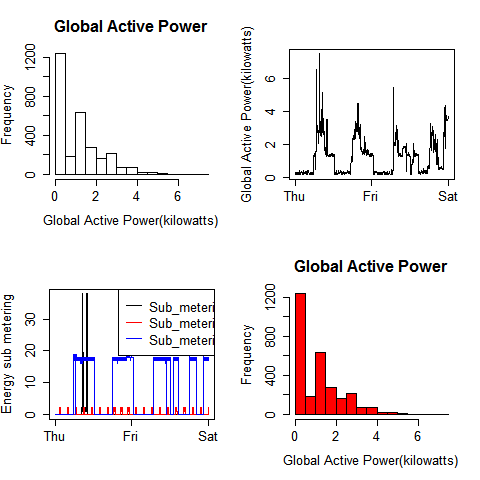 Global Active Power
Frequency
0 400 800 1200
0 2 4 6
Global Active Power(kilowatts)
Global Active Power(kilowatts)
0 2 4 6
Thu Fri Sat
Energy sub metering
0 10 20 30
Sub_meteri
Sub_meteri
Sub_meteri
Thu Fri Sat
Global Active Power
Frequency
0 400 800 1200
0 2 4 6
Global Active Power(kilowatts)